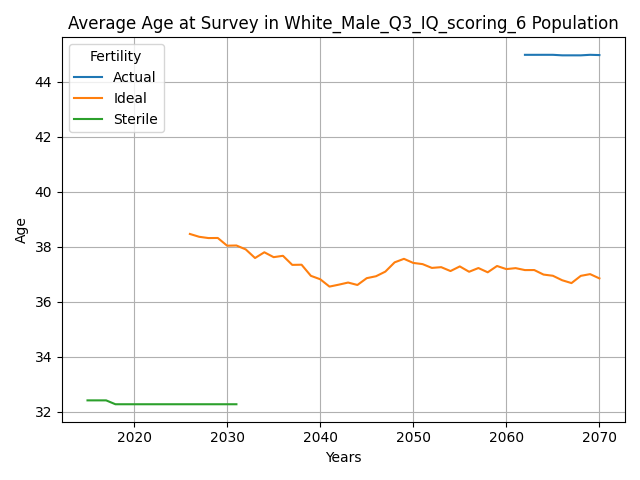 Average Age at Survey in White_Male_Q3_IQ_scoring_6 Population
Fertility
Actual
Ideal
Sterile
Age
44
42
40
38
36
34
32
2020 2030 2040 2050 2060 2070
Years